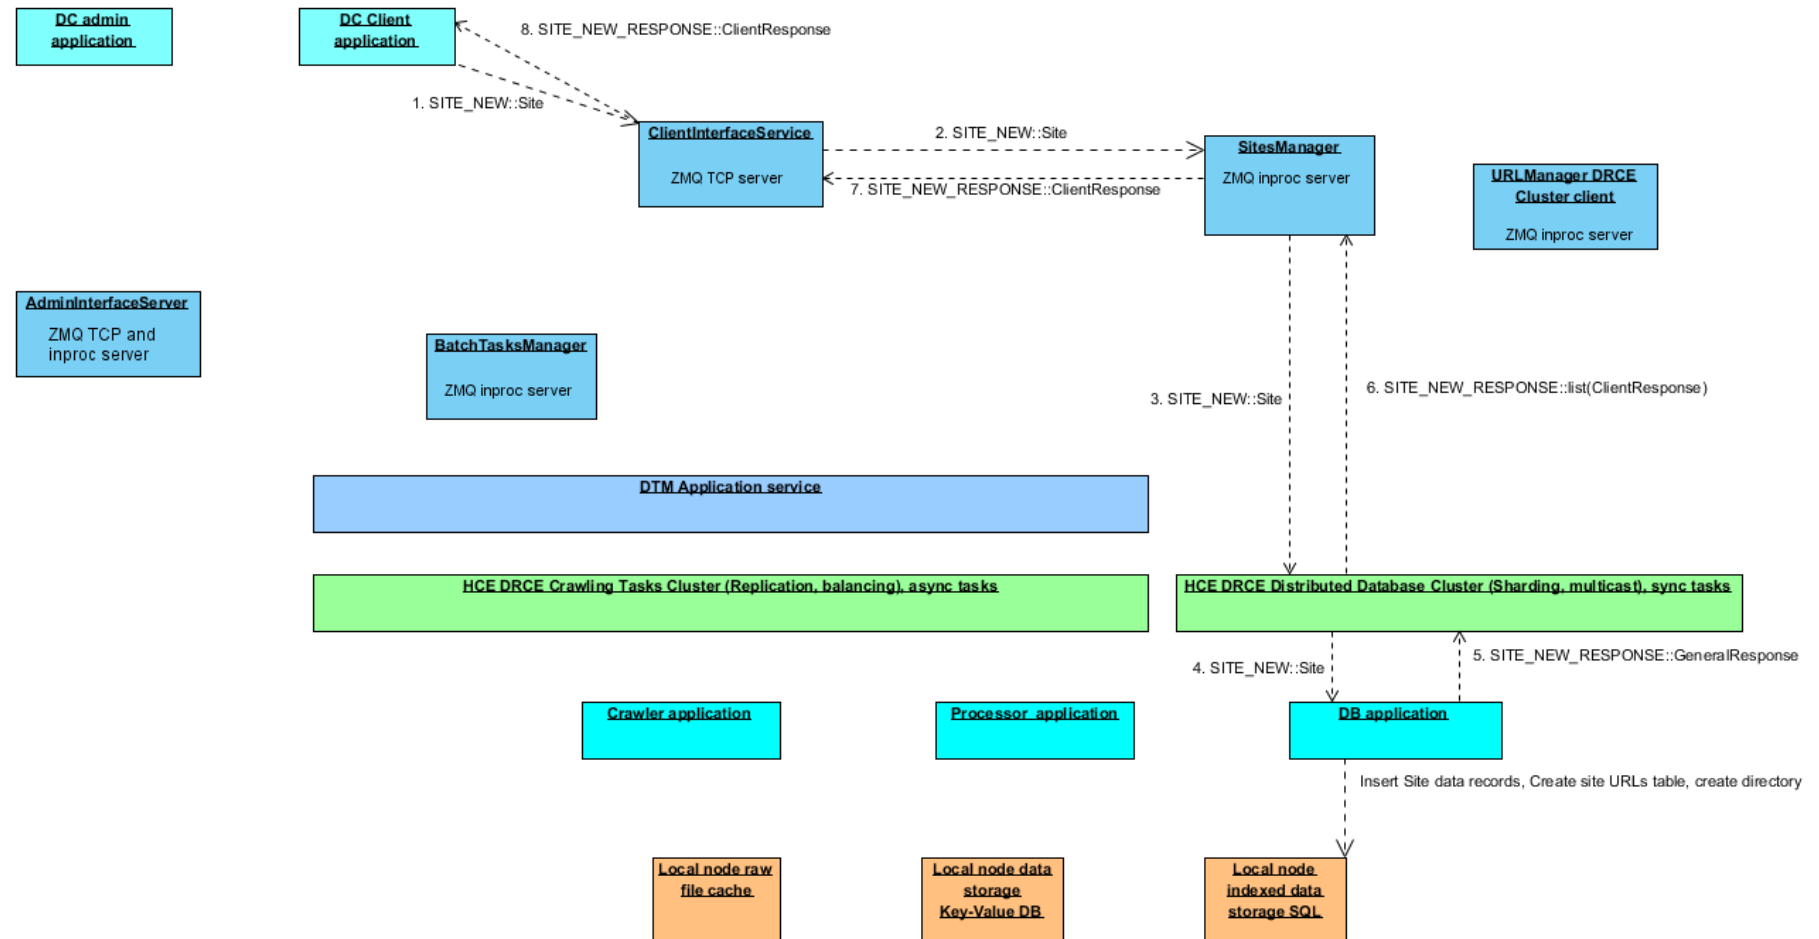 DC admin
application
DC Client
application
8. SITE_NEW_RESPONSE::ClientResponse
1. SITE_NEW::Site
ClientInterfaceService
ZMQ TCP server
2. SITE_NEW::Site
7. SITE_NEW_RESPONSE::ClientResponse
SitesManager
ZMQ inproc server
URLManager DRCE
Cluster client
ZMQ inproc server
AdminInterfaceServer
ZMQ TCP and
inproc server
BatchTasksManager
ZMQ inproc server
3. SITE_NEW::Site
6. SITE_NEW_RESPONSE::list(ClientResponse)
DTM Application service
HCE DRCE Crawling Tasks Cluster (Replication, balancing), async tasks
HCE DRCE Distributed Database Cluster (Sharding, multicast), sync tasks
4. SITE_NEW::Site
5. SITE_NEW_RESPONSE::GeneralResponse
Crawler application
Processor application
DB application
Insert Site data records, Create site URLs table, create directory
Local node raw
file cache
Local node data
storage
Key-Value DB
Local node
indexed data
storage SQL